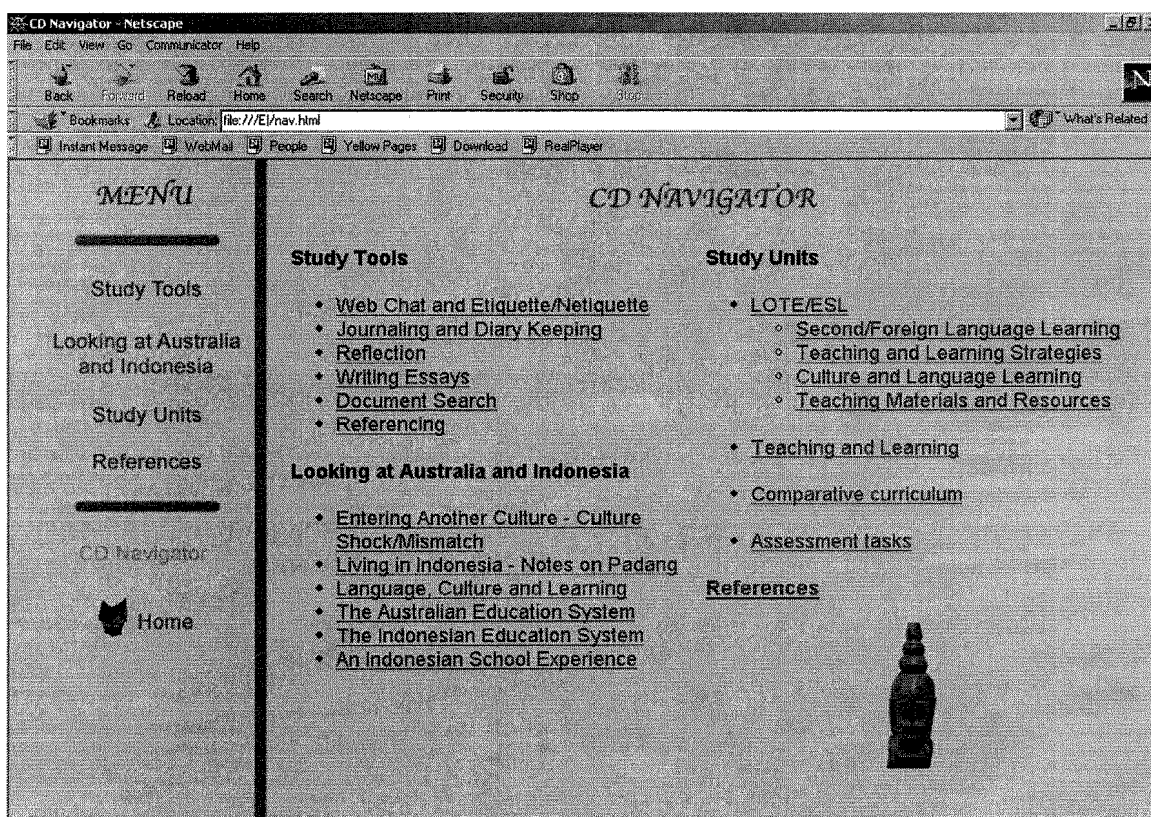 CD Navigator - Netscape
File Edit View Go Communicator Help
Back Forward Reload Home Search Netscape Print Security Shop Stop
Bookmarks Location: file:///E|/nav.html What's Related
Instant Message WebMail People Yellow Pages Download RealPlayer
MENU
Study Tools
Looking at Australia
and Indonesia
Study Units
References
CD Navigator
Home
CD NAVIGATOR
Study Tools
Web Chat and Etiquette/Netiquette
Journaling and Diary Keeping
Reflection
Writing Essays
Document Search
Referencing
Looking at Australia and Indonesia
Entering Another Culture - Culture
Shock/Mismatch
Living in Indonesia - Notes on Padang
Language, Culture and Learning
The Australian Education System
The Indonesian Education System
An Indonesian School Experience
Study Units
LOTE/ESL
Second/Foreign Language Learning
Teaching and Learning Strategies
Culture and Language Learning
Teaching Materials and Resources
Teaching and Learning
Comparative curriculum
Assessment tasks
References